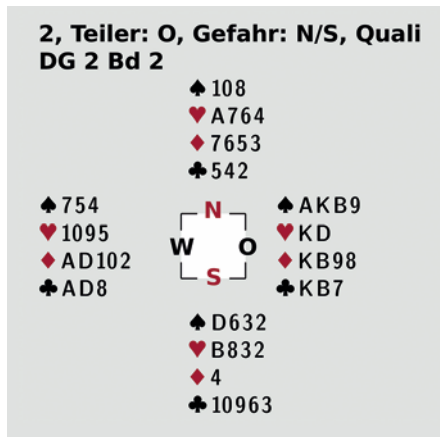 2, Teiler: O, Gefahr: N/S, Quali
DG 2 Bd 2
♠108
♥A764
♦7653
♣542
♠754
♥1095
♦AD102
♣AD8
N
W O
S
♠AKB9
♥KD
♦KB98
♣KB7
♠D632
♥B832
♦4
♣10963